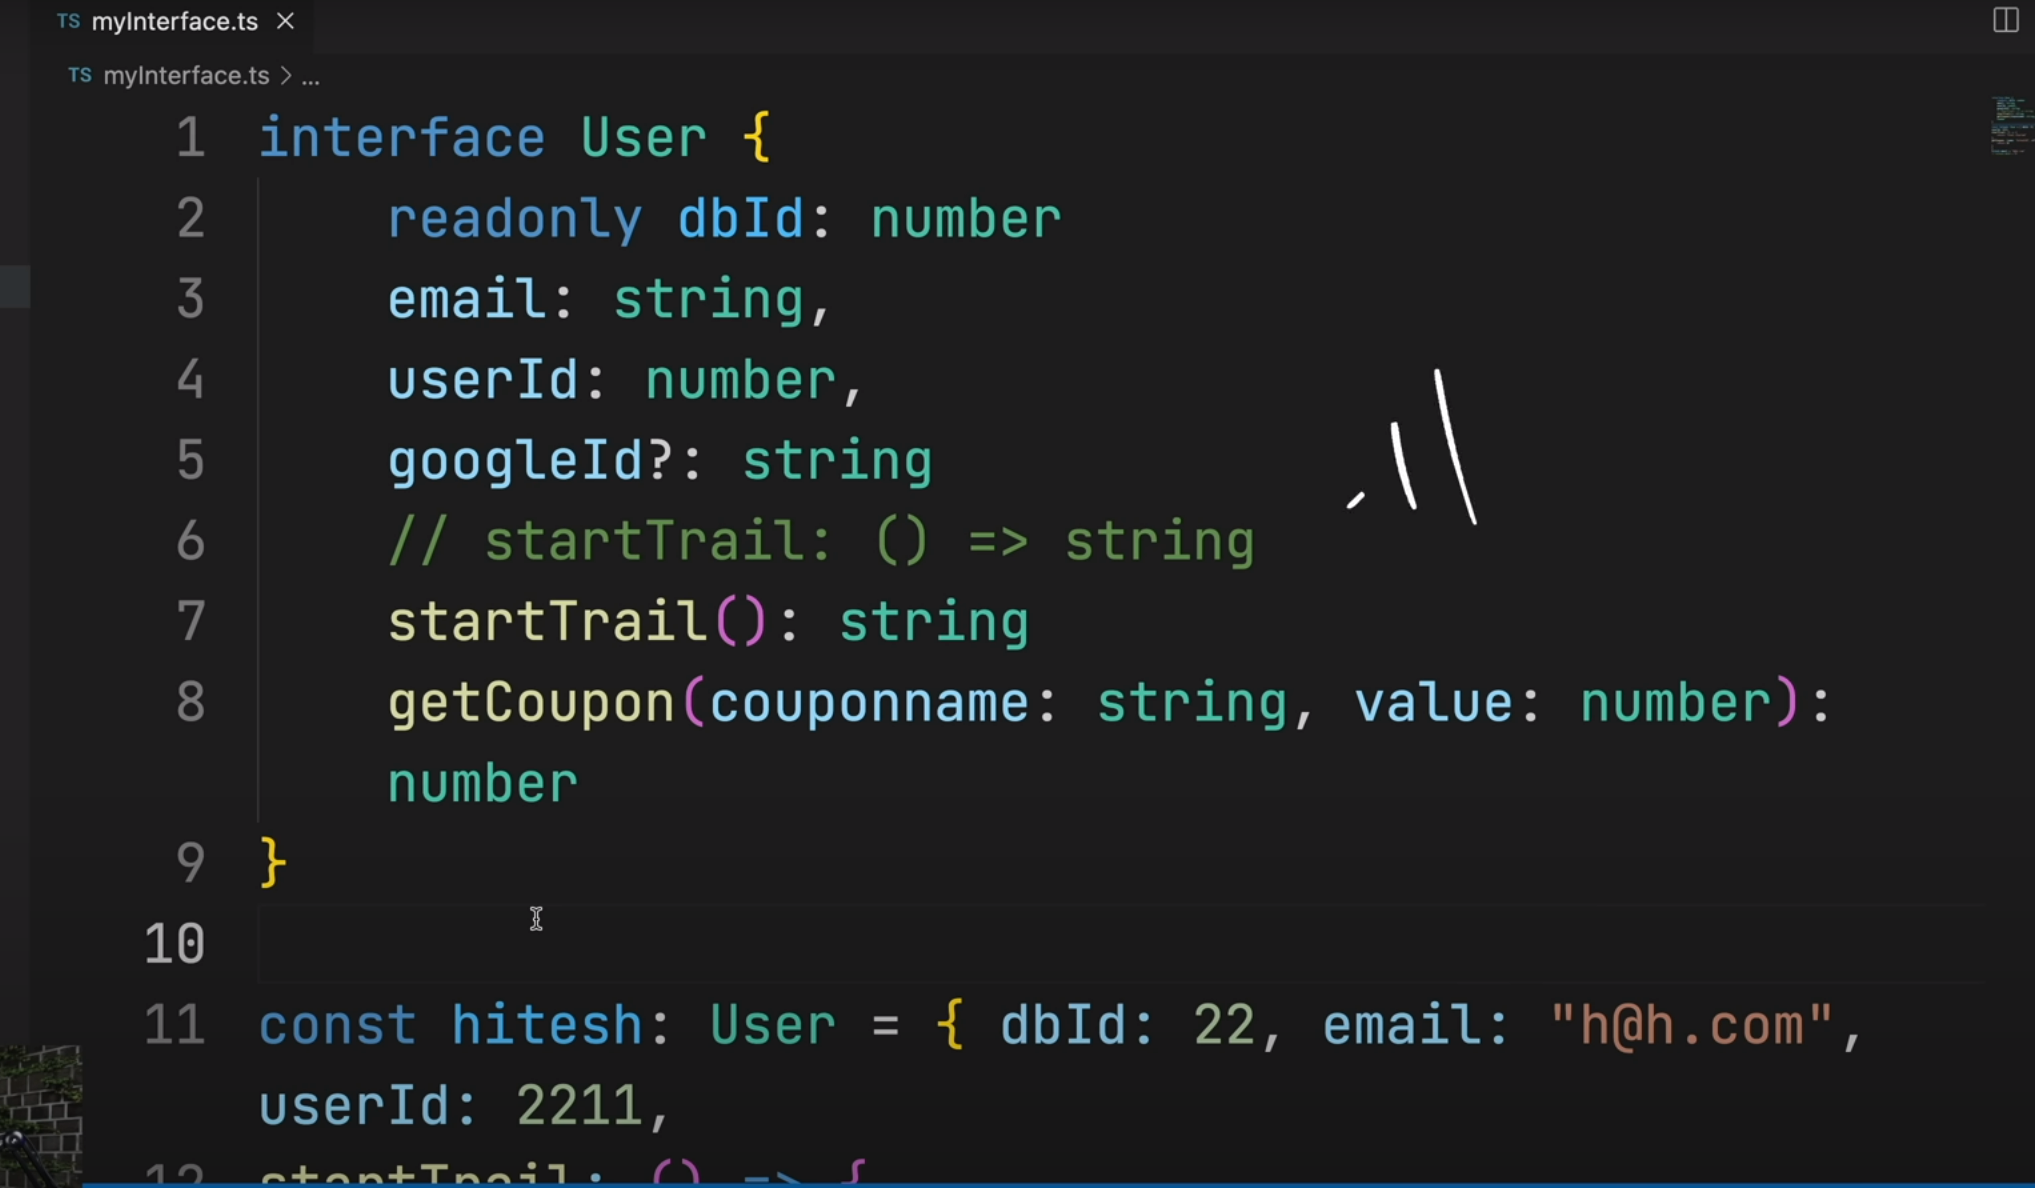 TS myInterface.ts ×
TS myInterface.ts > ...
1 interface User {
2 readonly dbId: number
3 email: string,
4 userId: number,
5 googleId?: string
6 // startTrail: () => string
7 startTrail(): string
8 getCoupon(couponname: string, value: number):
number
9 }
10
11 const hitesh: User = { dbId: 22, email: "h@h.com",
userId: 2211,
12 startTrail: () => {